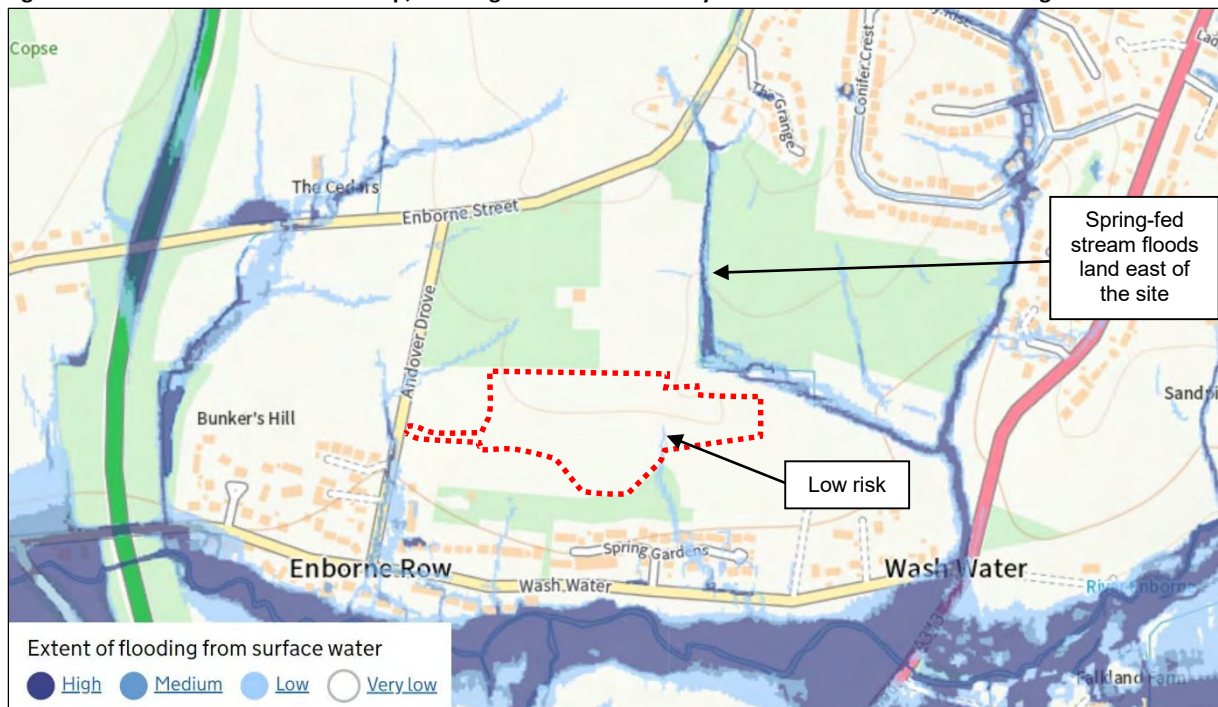 Copse
Conifer Crest
The Grange
The Cedars
Enborne Street
Spring-fed
stream floods
land east of
the site
Andover Drove
Bunker's Hill
Low risk
Spring Gardens
Enborne Row
Wash Water
Wash Water
River Enborne
A343
Falkland Farm
Extent of flooding from surface water
High
Medium
Low
Very low